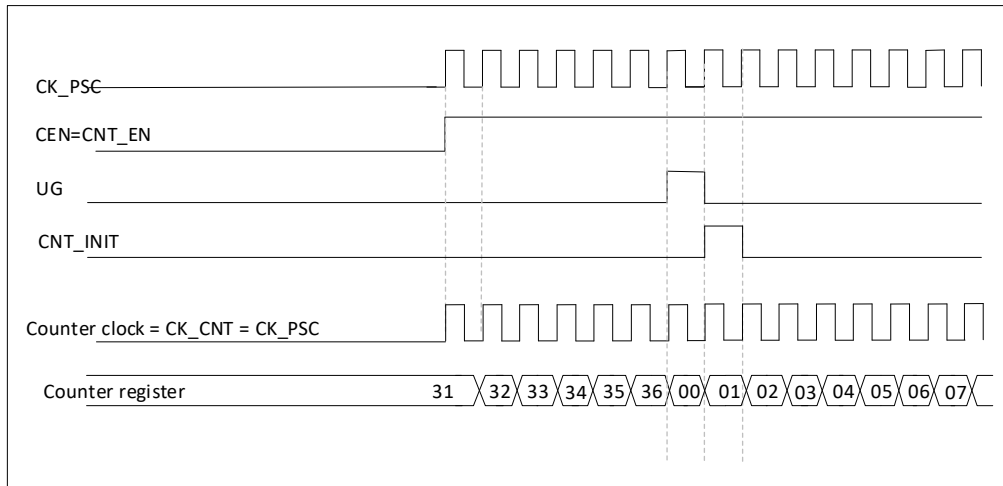 CK_PSC
CEN=CNT_EN
UG
CNT_INIT
Counter clock = CK_CNT = CK_PSC
Counter register 31 32 33 34 35 36 00 01 02 03 04 05 06 07